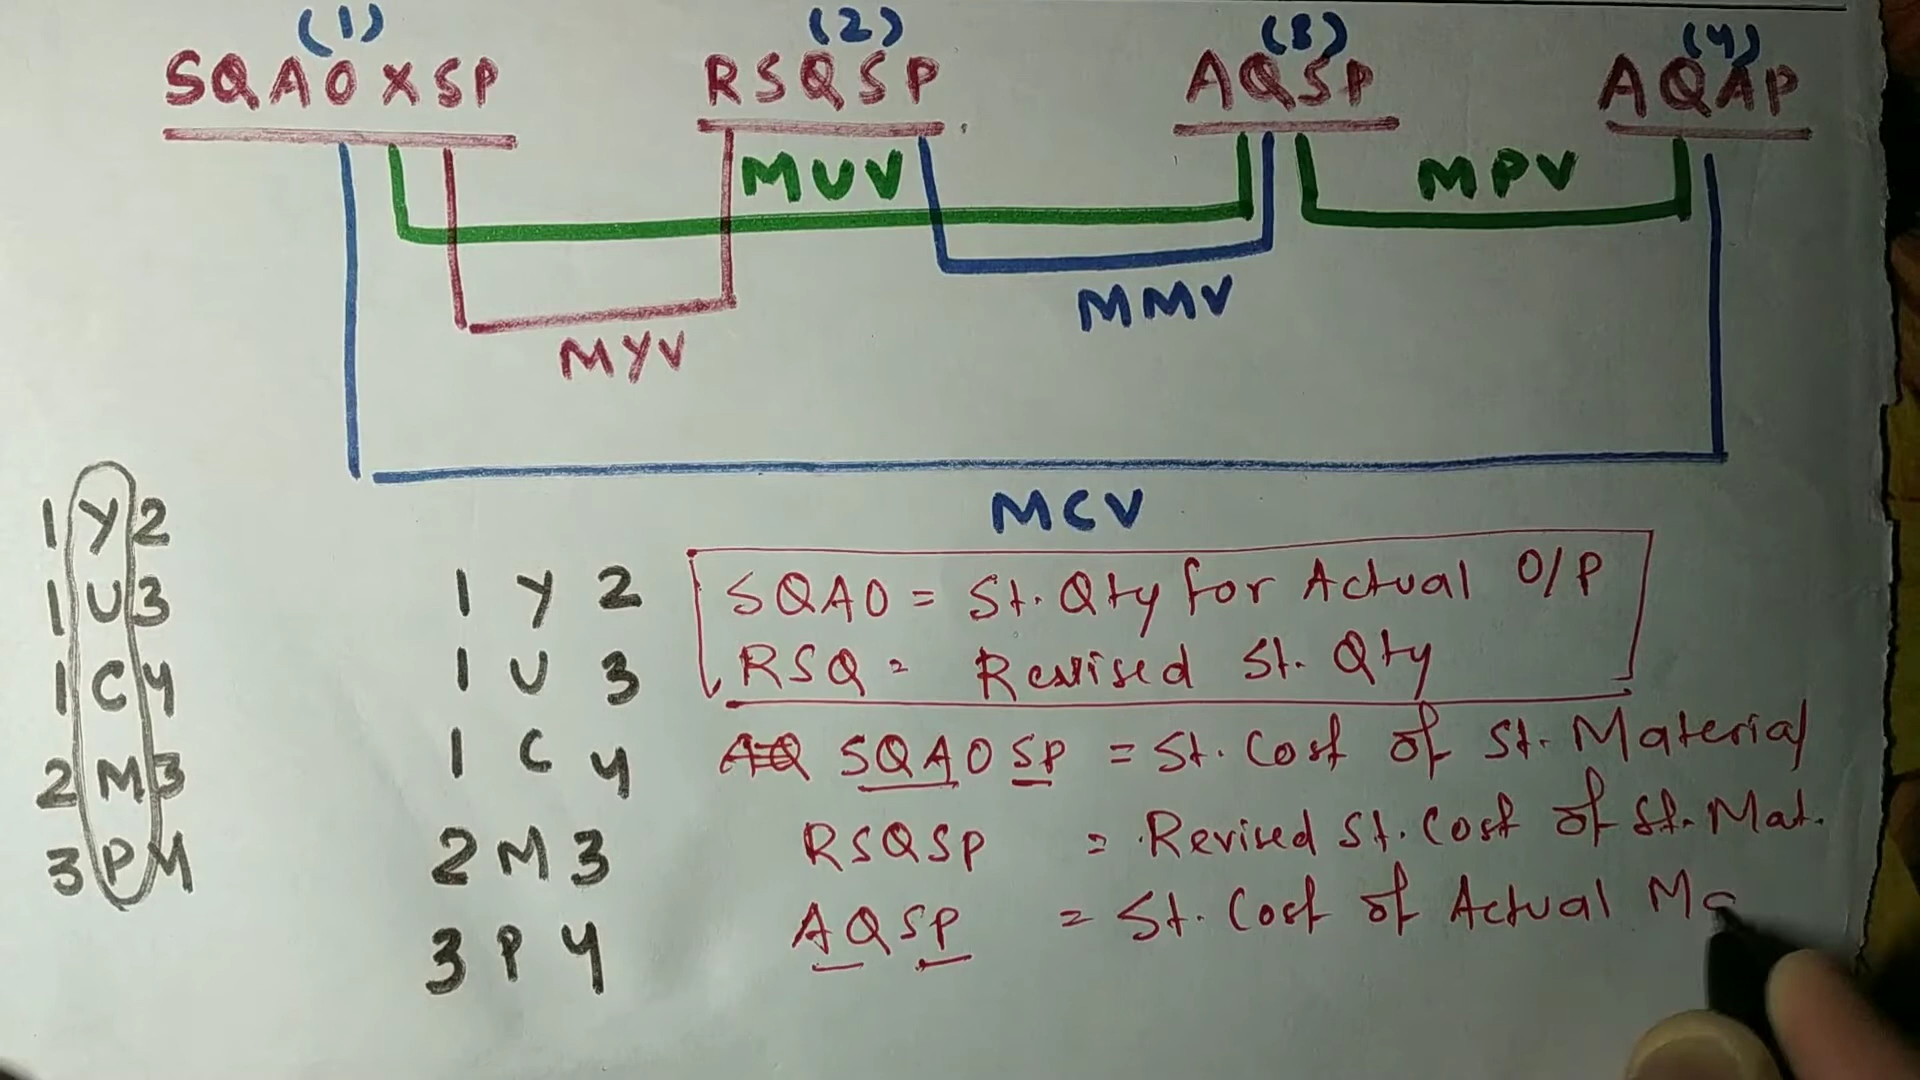 (1) (2) (3) (4)
SQAO X SP RSQSP AQSP AQAP
MUV MPV
MMV
MYV
MCV
1 Y 2
1 U 3
1 C 4
2 M 3
3 P 4
1 Y 2
1 U 3
1 C 4
2 M 3
3 P 4
SQAO = St. Qty for Actual O/P
RSQ = Revised St. Qty
SQAO SP = St. Cost of St. Material
RSQSP = Revised St. Cost of St. Mat.
AQSP = St. Cost of Actual Ma